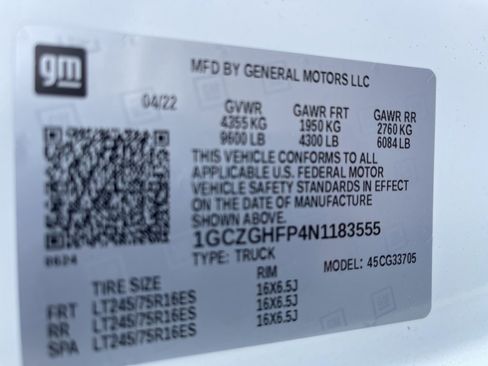 gm
MFD BY GENERAL MOTORS LLC
04/22 GVWR GAWR FRT GAWR RR
4355 KG 1950 KG 2760 KG
9600 LB 4300 LB 6084 LB
THIS VEHICLE CONFORMS TO ALL
APPLICABLE U.S. FEDERAL MOTOR
VEHICLE SAFETY STANDARDS IN EFFECT
ON THE DATE OF MANUFACTURE
SHOWN ABOVE.
1GCZGHFP4N1183555
8624 TYPE: TRUCK MODEL: 45CG33705
TIRE SIZE RIM
FRT LT245/75R16ES 16X6.5J
RR LT245/75R16ES 16X6.5J
SPA LT245/75R16ES 16X6.5J